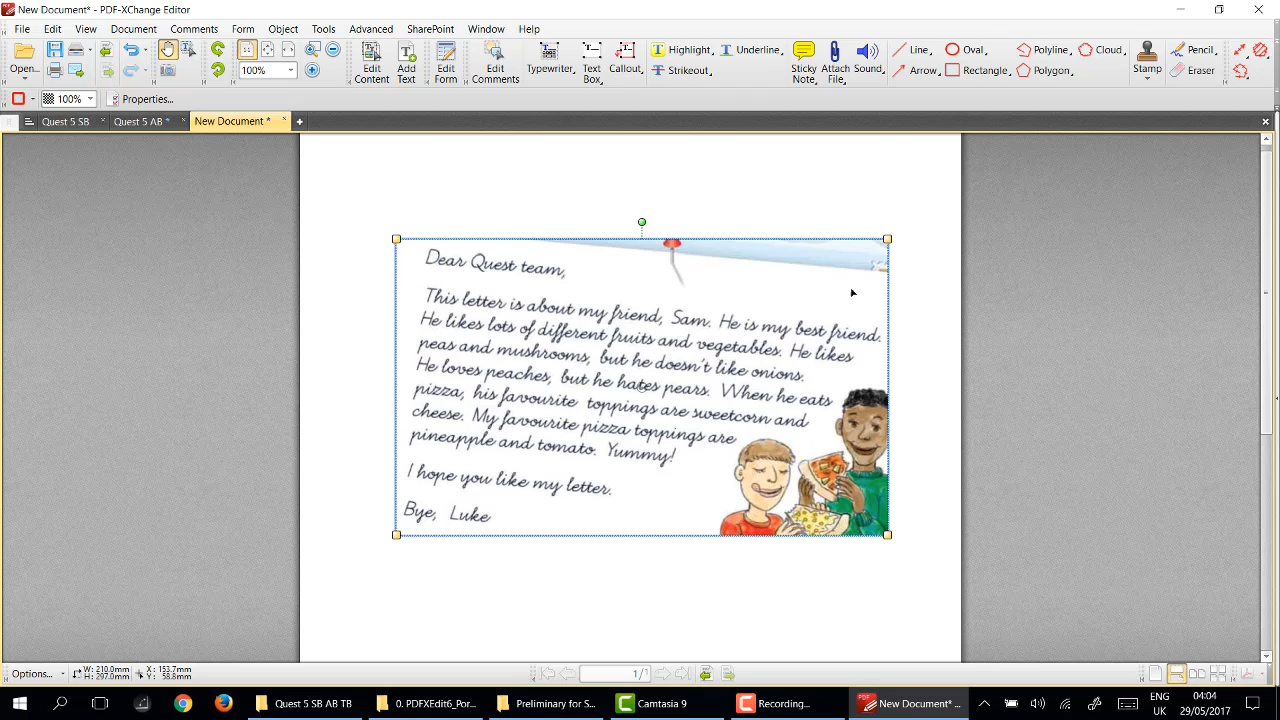 New Document* - PDF-XChange Editor
File Edit View Document Comments Form Object Tools Advanced SharePoint Window Help
Open... 100% Edit Content Add Text Edit Form Edit Comments Typewriter Text Box Callout Highlight Strikeout Underline Sticky Note Attach File Sound Line Arrow Oval Rectangle Polyline Polygon Cloud Stamp Pencil Eraser
100% Properties...
Quest 5 SB Quest 5 AB * New Document *
Dear Quest team,
This letter is about my friend, Sam. He is my best friend.
He likes lots of different fruits and vegetables. He likes
peas and mushrooms, but he doesn't like onions.
He loves peaches, but he hates pears. When he eats
pizza, his favourite toppings are sweetcorn and
cheese. My favourite pizza toppings are
pineapple and tomato. Yummy!
I hope you like my letter.
Bye, Luke
Options... W: 210.0mm H: 297.0mm X: 153.7mm Y: 58.8mm 1/1
Quest 5 SB AB TB 0. PDFXEdit6_Por... Preliminary for S... Camtasia 9 Recording... New Document* ... ENG UK 04:04 29/05/2017